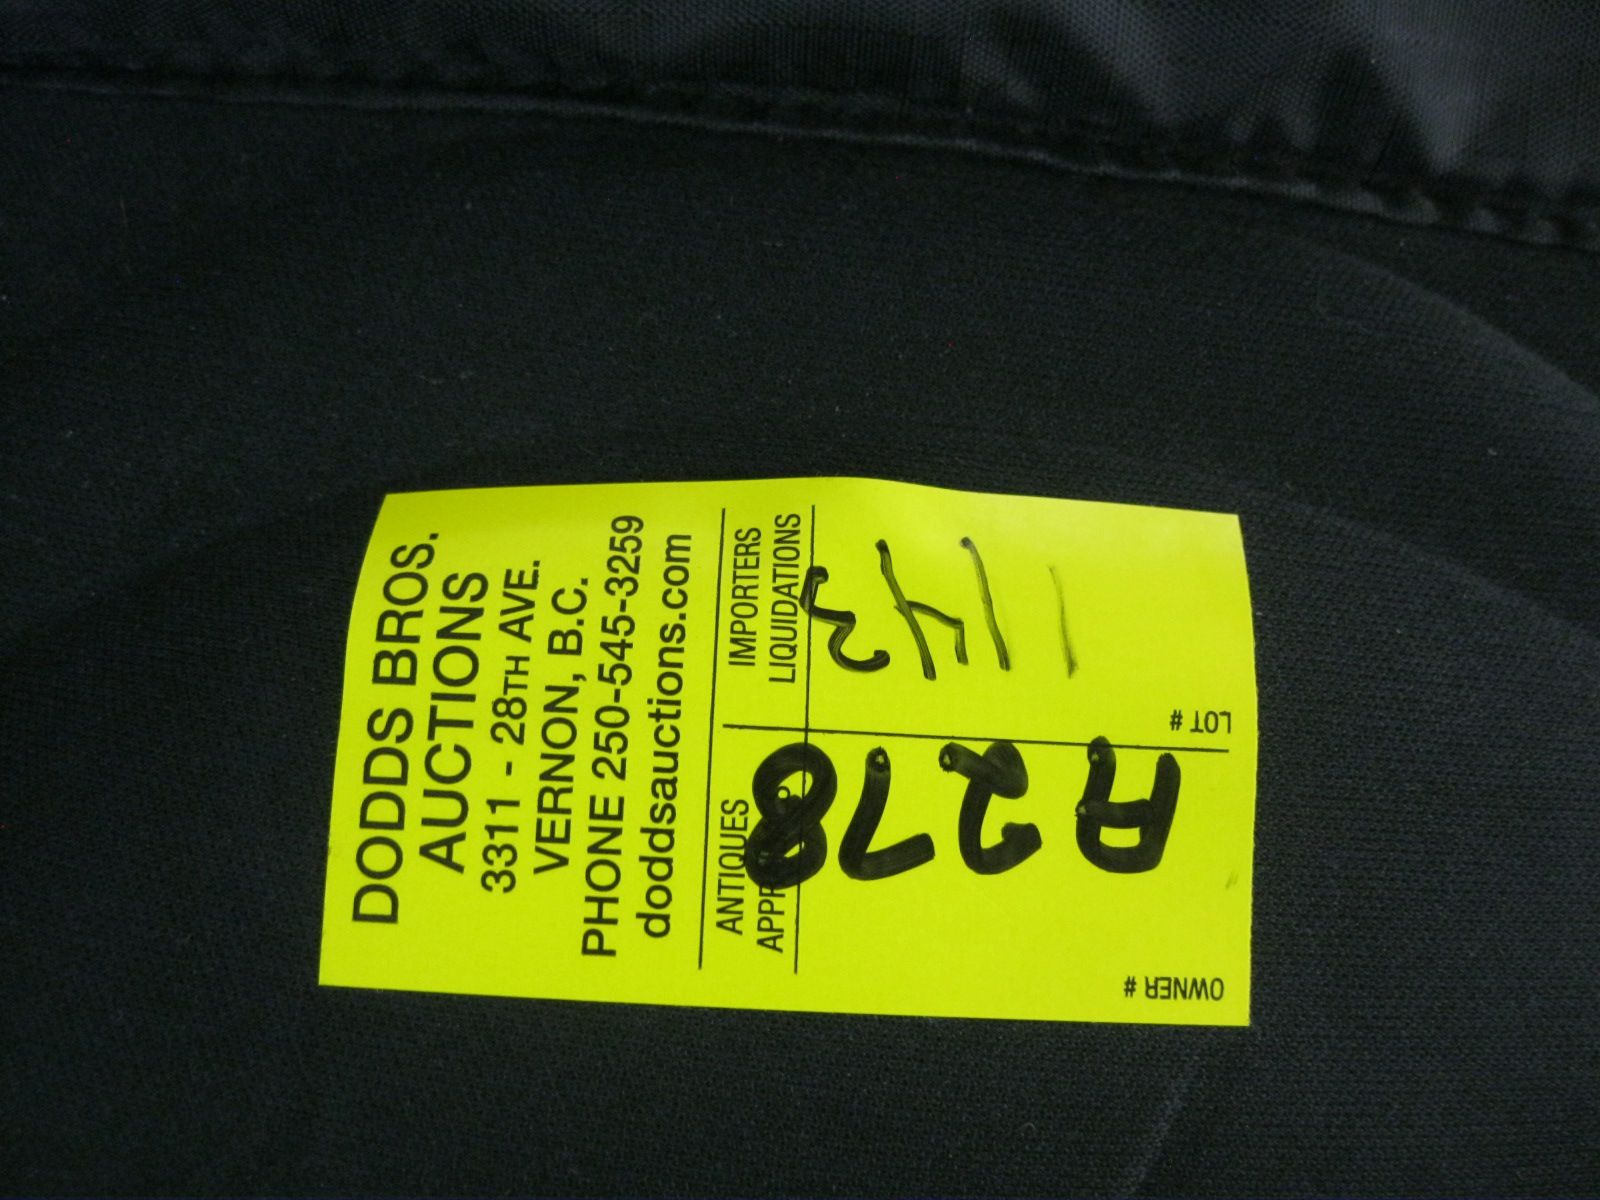 DODDS BROS.
AUCTIONS
3311 - 28TH AVE.
VERNON, B.C.
PHONE 250-545-3259
doddsauctions.com
ANTIQUES IMPORTERS
LIQUIDATIONS
OWNER #
A278
LOT #
1143